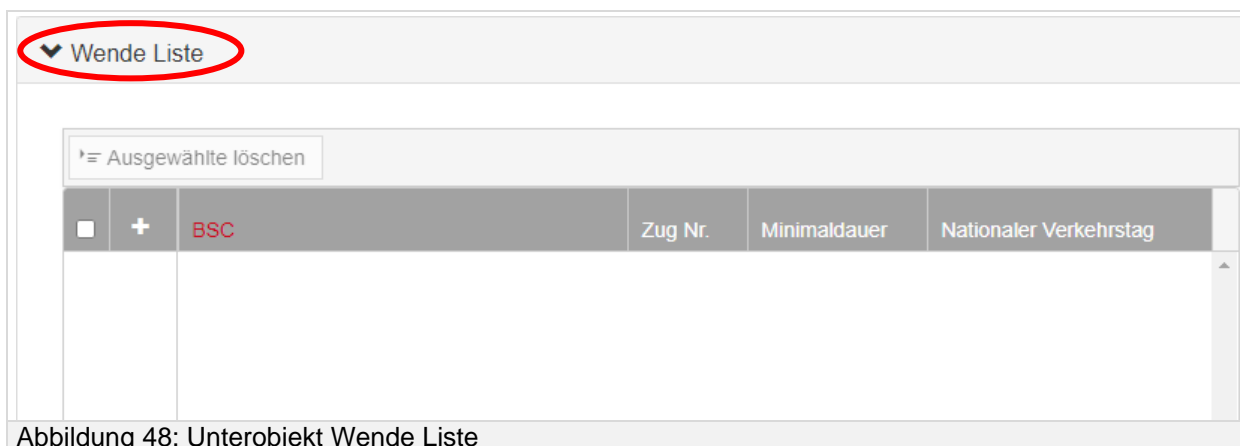 Wende Liste
Ausgewählte löschen
BSC Zug Nr. Minimaldauer Nationaler Verkehrstag
Abbildung 48: Unterobjekt Wende Liste